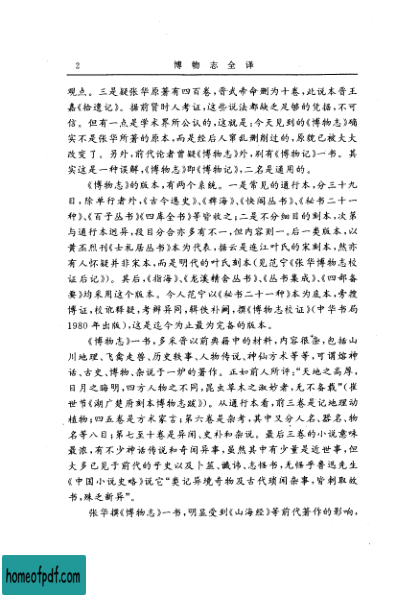 2 博物志全译
观点。三是疑张华原著有四百卷,晋武帝命删为十卷,此说本晋王
嘉《拾遗记》。据前贤时人考证,这些说法都缺乏足够的凭据,不可
信。但有一点是学术界所公认的,这就是:今天见到的《博物志》确
实不是张华所著的原本,而是经后人窜乱删削过的,原貌已被大大
改变了。另外,前代论者曾疑《博物志》外,别有《博物记》一书。其
实这是一种误解,《博物志》即《博物记》,二名是通用的。
《博物志》的版本,有两个系统。一是常见的通行本,分三十九
目,除单行者外,《古今逸史》、《稗海》、《快阁丛书》、《秘书二十一
种》、《百子丛书》《四库全书》等皆收之;二是不分细目的刻本,次第
与通行本迥异,段目分合亦多有不一,但内容则一。后一类版本,以
黄丕烈刊《士礼居丛书》本为代表,据云是连江叶氏的宋刻本,然亦
有人怀疑并非宋本,而是明代的叶氏刻本(见范宁《张华博物志校
证后记》)。其后,《指海》、《龙溪精舍丛书》、《丛书集成》、《四部备
要》均采用这个版本。今人范宁以《秘书二十一种》本为底本,旁搜
博证,校讹释疑,考辨异同,辑佚补阙,撰《博物志校证》(中华书局
1980年出版),这是迄今为止最为完备的版本。
《博物志》一书,多采昔以前典籍中的材料,内容很杂,包括山
川地理、飞禽走兽、历史轶事、人物传说、神仙方术等等,可谓熔神
话、古史、博物、杂说于一炉的著作。正如前人所评:“天地之高厚,
日月之晦明,四方人物之不同,昆虫草木之淑妙者,无不备载”(崔
世节《湖广楚府刻本博物志跋》)。从通行本看,前三卷是记地理动
植物;四五卷是方术家言;第六卷是杂考,其中又分人名、器名、物
名等八目;第七至十卷是异闻、史补和杂说。最后三卷的小说意味
最浓,有不少神话传说和奇闻异事,虽然其中有少量是近世事,但
大多已见于前代的子史以及卜筮、谶讳、志怪书,无怪乎鲁迅先生
《中国小说史略》说它“类记异境奇物及古代琐闻杂事,皆刺取故
书,殊乏新异”。
张华撰《博物志》一书,明显受到《山海经》等前代著作的影响,
homeofpdf.com